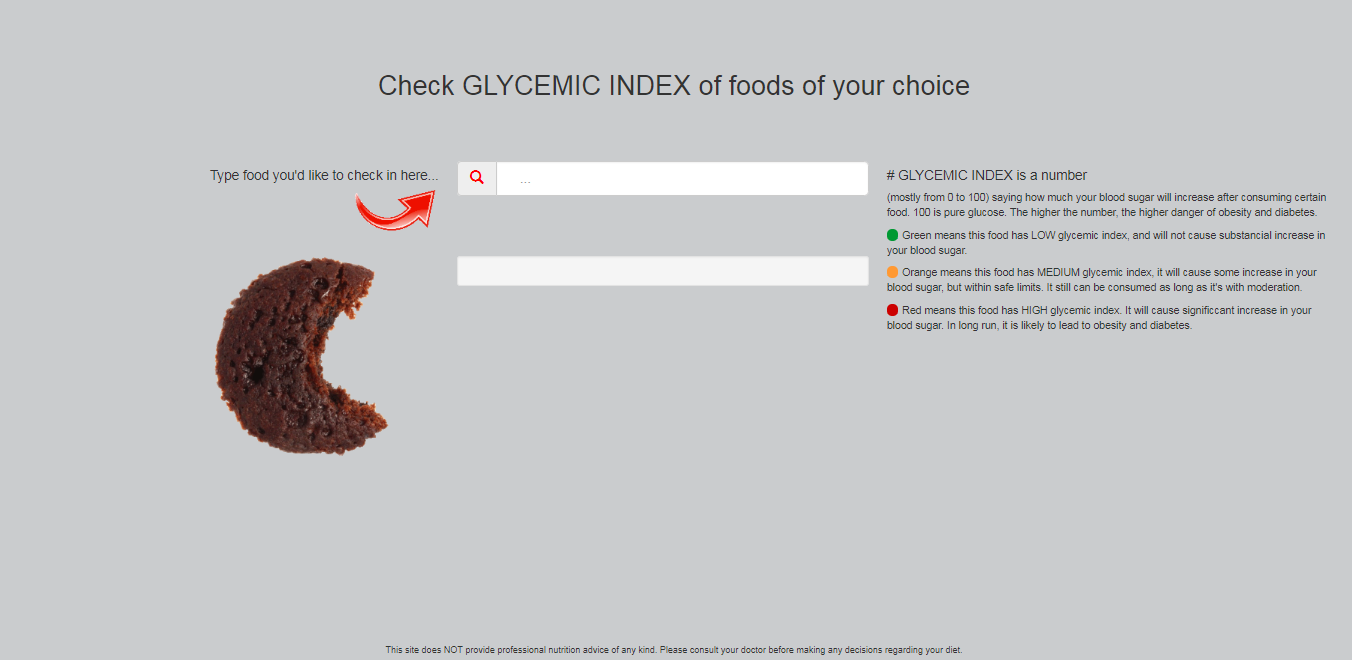 Check GLYCEMIC INDEX of foods of your choice
Type food you'd like to check in here...
...
# GLYCEMIC INDEX is a number
(mostly from 0 to 100) saying how much your blood sugar will increase after consuming certain
food. 100 is pure glucose. The higher the number, the higher danger of obesity and diabetes.
Green means this food has LOW glycemic index, and will not cause substancial increase in
your blood sugar.
Orange means this food has MEDIUM glycemic index, it will cause some increase in your
blood sugar, but within safe limits. It still can be consumed as long as it's with moderation.
Red means this food has HIGH glycemic index. It will cause significcant increase in your
blood sugar. In long run, it is likely to lead to obesity and diabetes.
This site does NOT provide professional nutrition advice of any kind. Please consult your doctor before making any decisions regarding your diet.